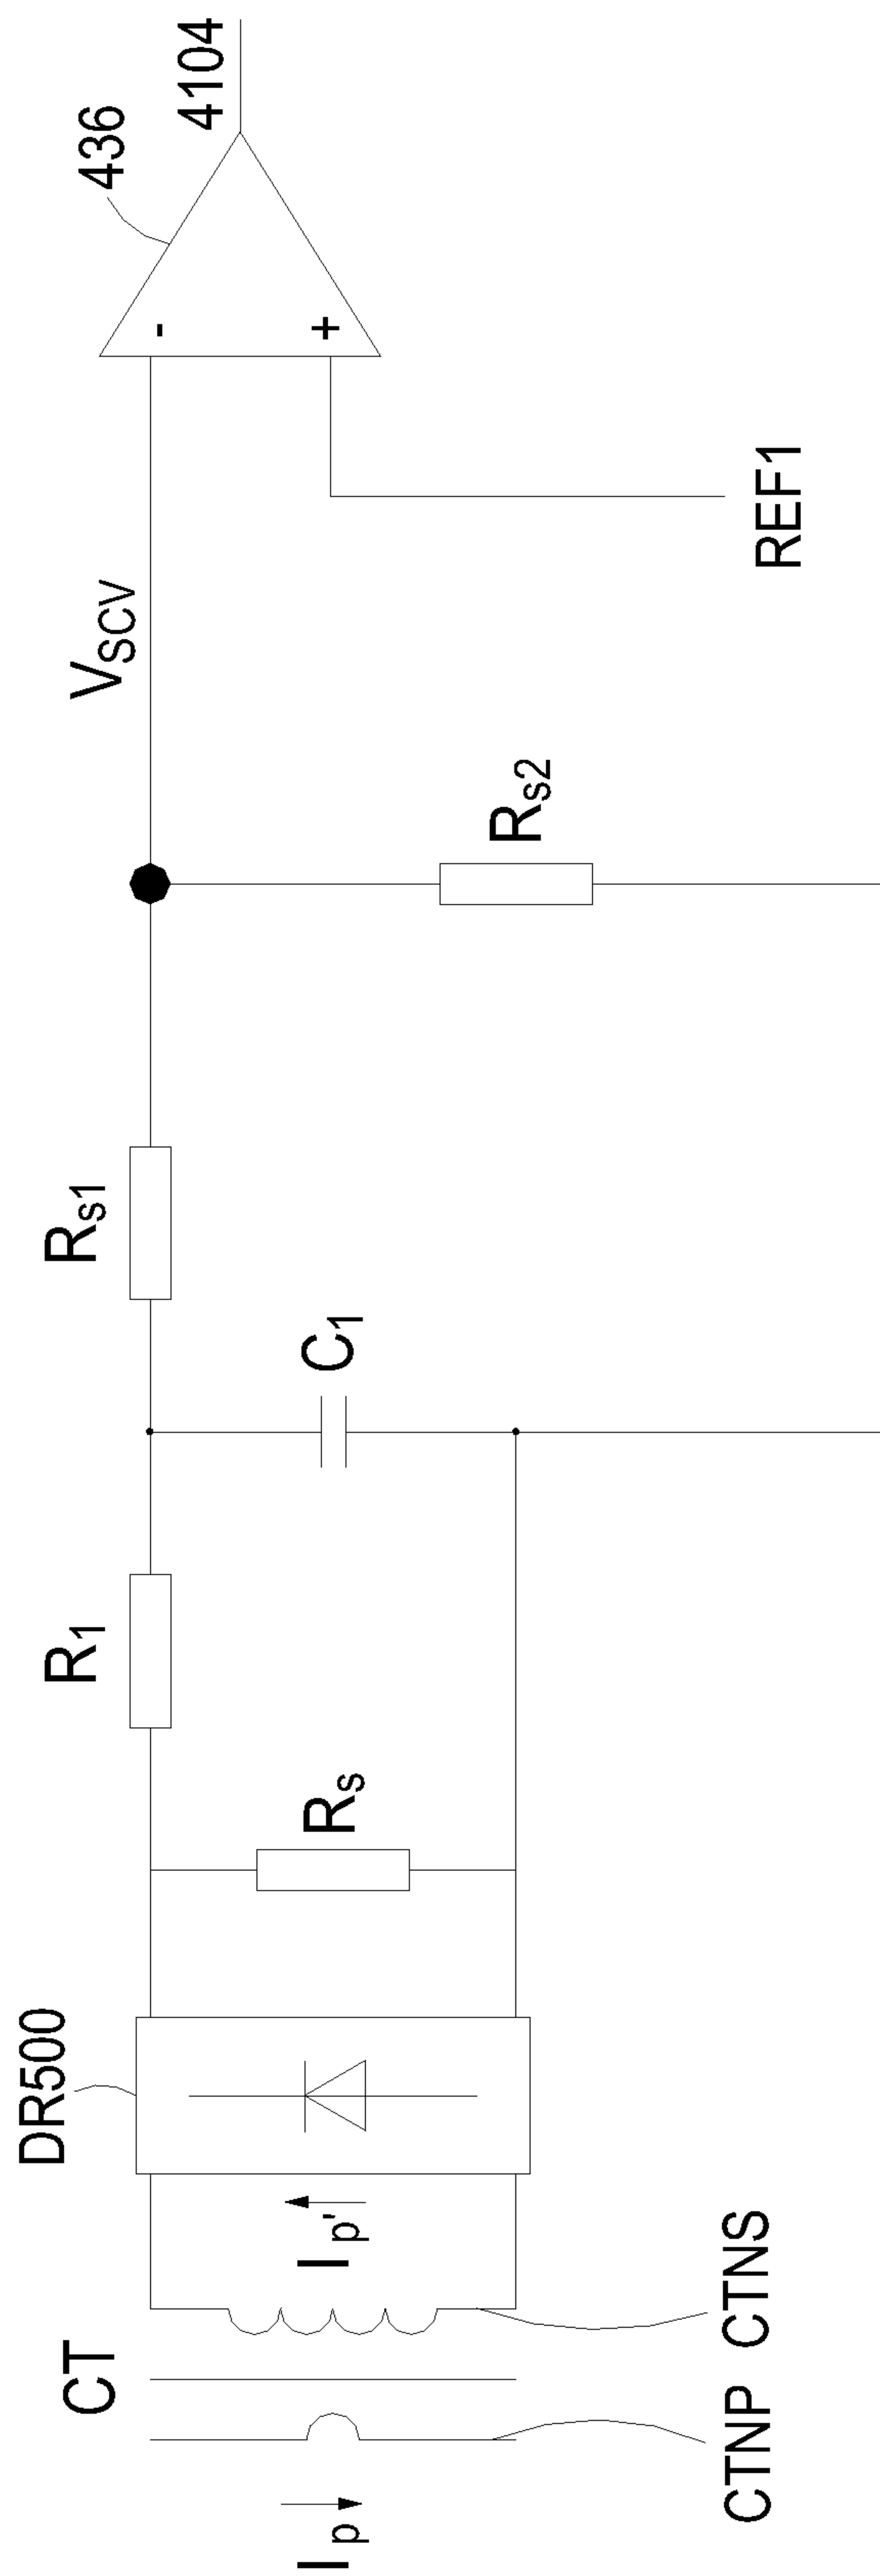 4104
436
-
+
REF1
VSCV
Rs2
Rs1
C1
R1
Rs
DR500
Ip'
CTNS
CT
CTNP
Ip